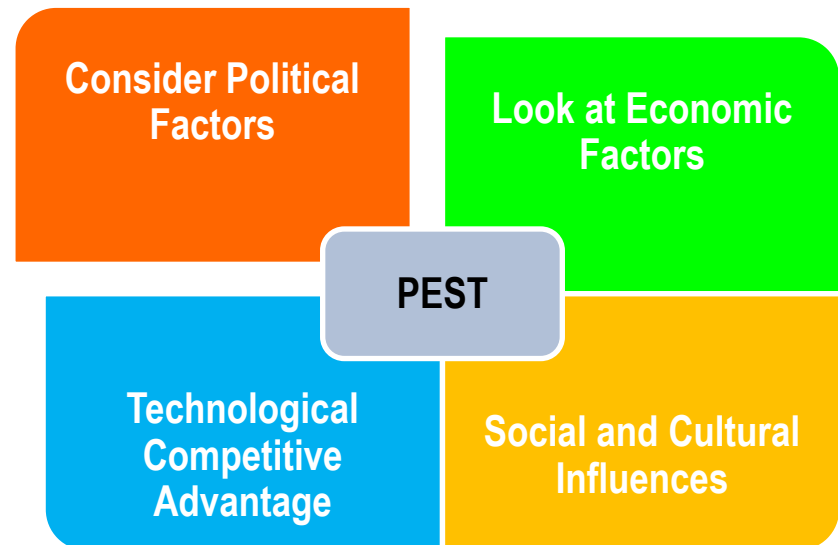 Consider Political
Factors
Look at Economic
Factors
PEST
Technological
Competitive
Advantage
Social and Cultural
Influences